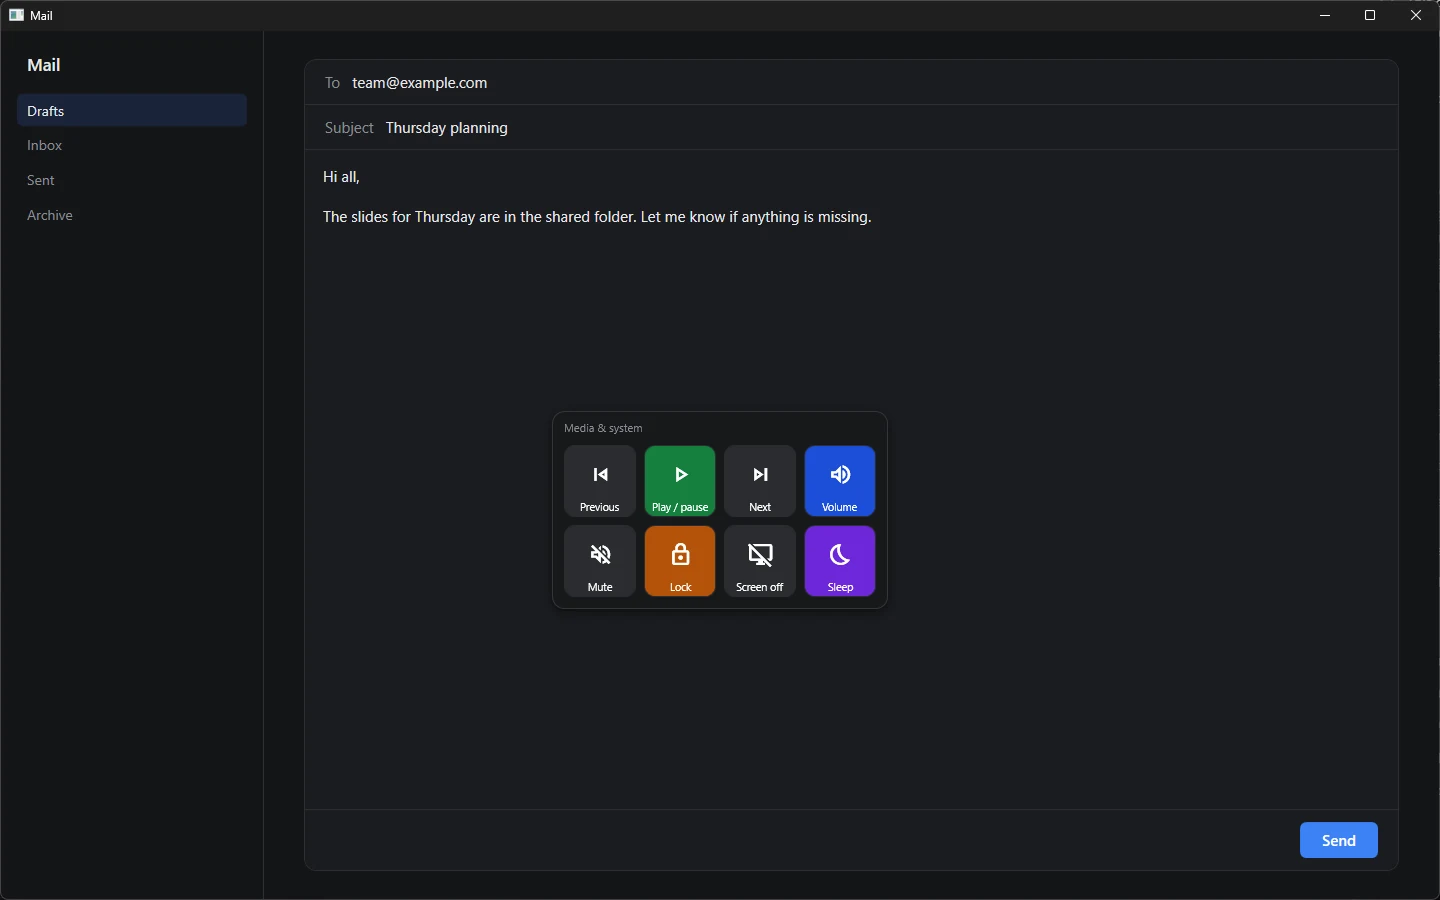 Mail
Mail
Drafts
Inbox
Sent
Archive
To team@example.com
Subject Thursday planning
Hi all,
The slides for Thursday are in the shared folder. Let me know if anything is missing.
Media & system
Previous
Play / pause
Next
Volume
Mute
Lock
Screen off
Sleep
Send